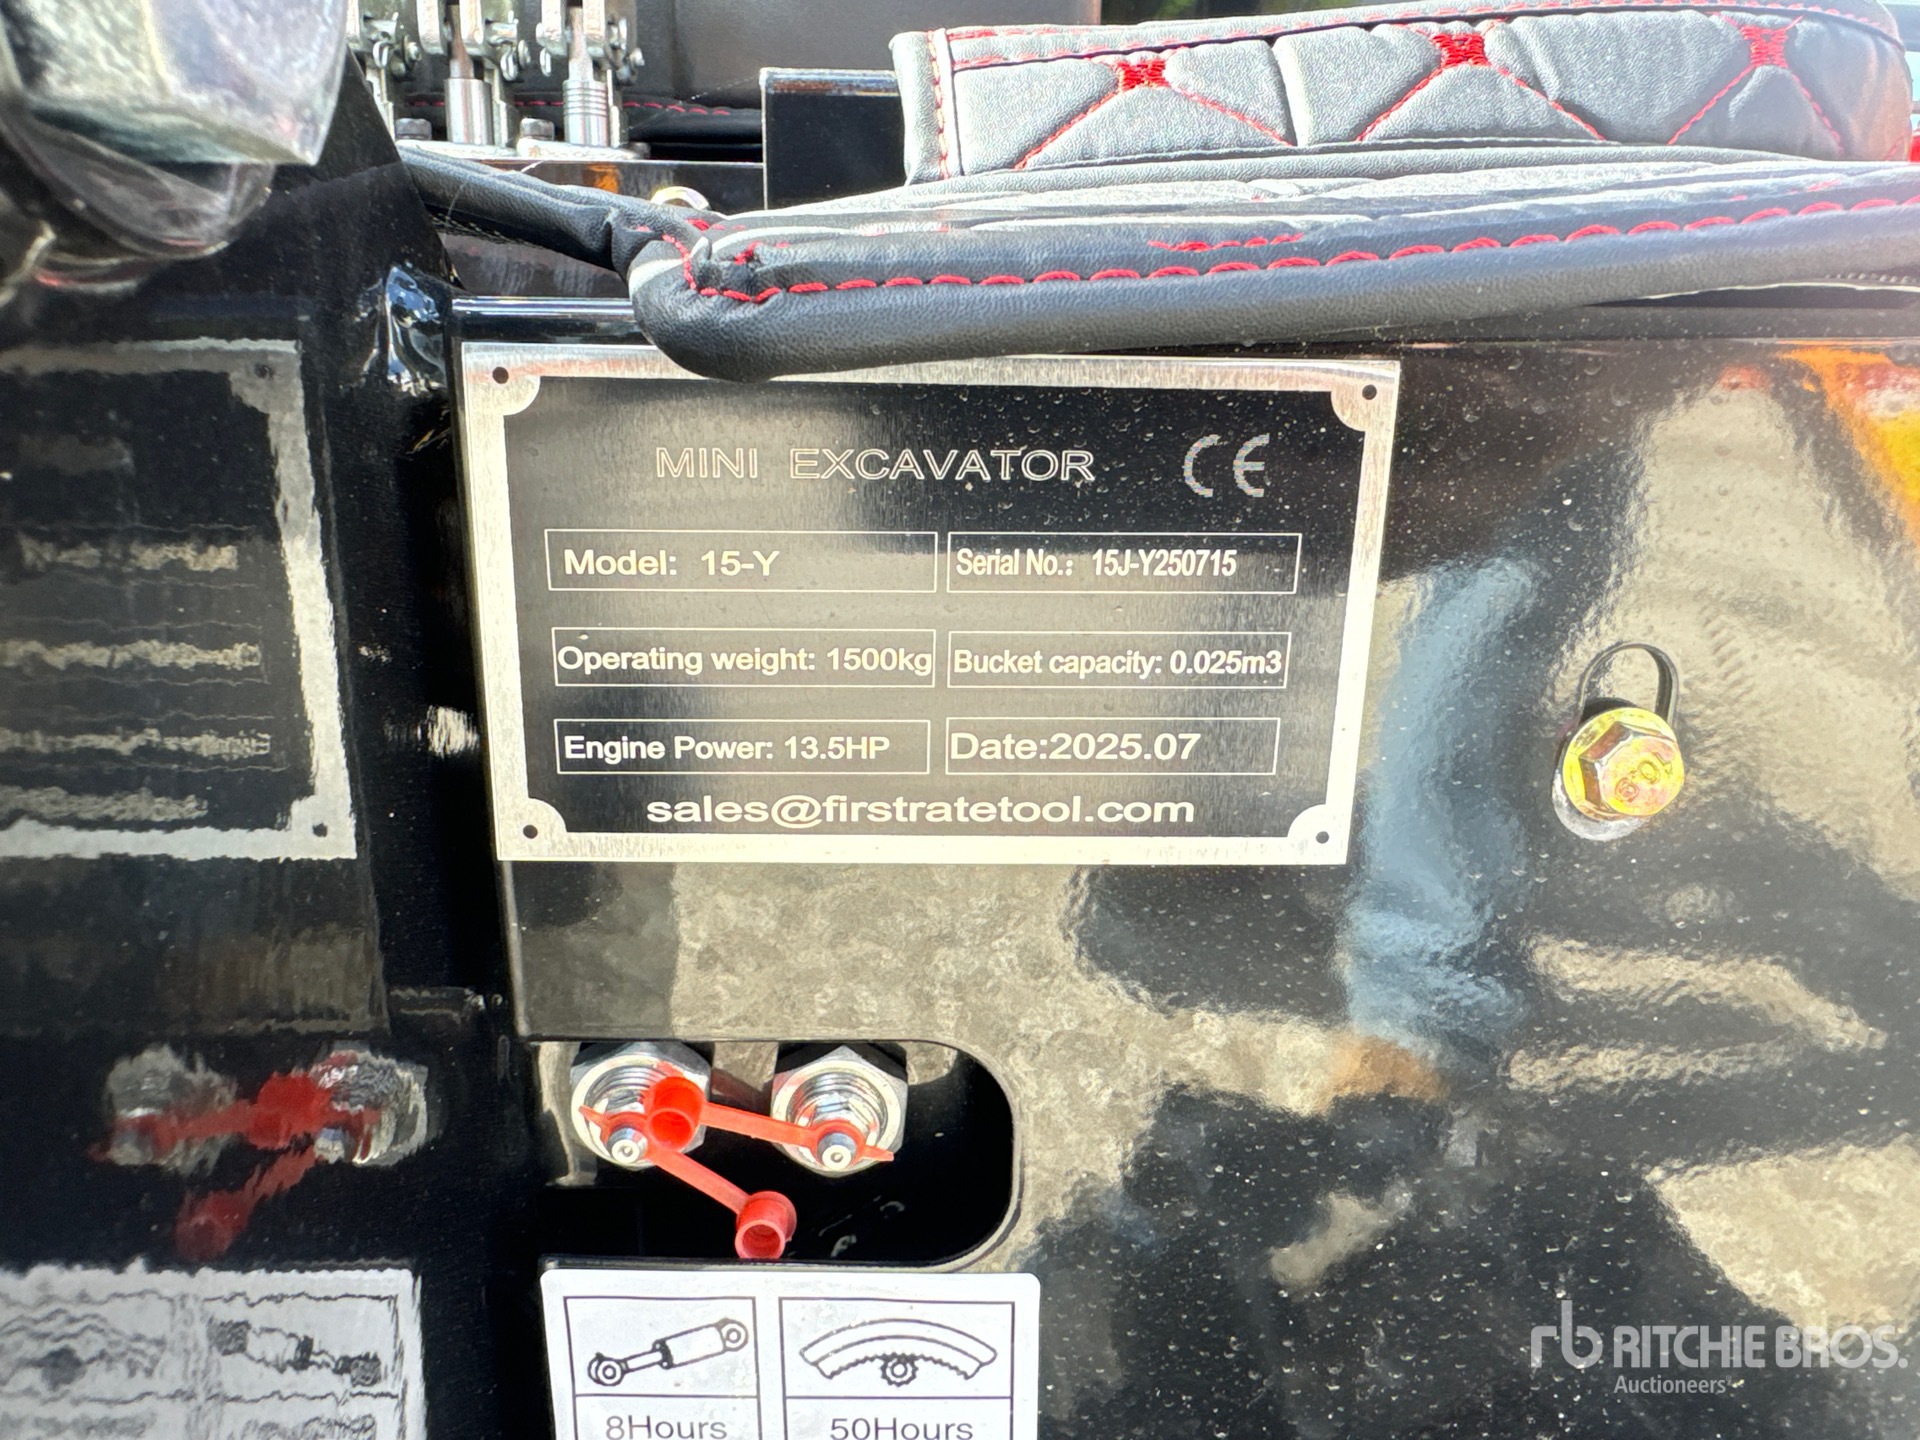 MINI EXCAVATOR CE
Model: 15-Y
Serial No.: 15J-Y250715
Operating weight: 1500kg
Bucket capacity: 0.025m3
Engine Power: 13.5HP
Date:2025.07
sales@firstratetool.com
8Hours
50Hours
rb RITCHIE BROS.
Auctioneers